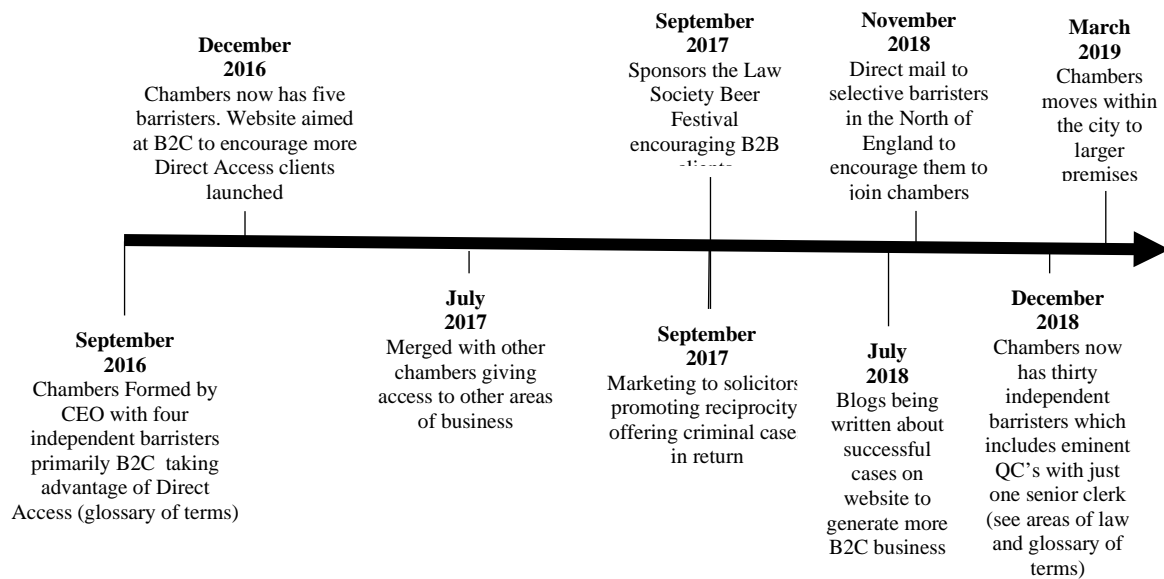 December
2016
Chambers now has five
barristers. Website aimed
at B2C to encourage more
Direct Access clients
launched
September
2017
Sponsors the Law
Society Beer
Festival
encouraging B2B
November
2018
Direct mail to
selective barristers
in the North of
England to
encourage them to
join chambers
March
2019
Chambers
moves within
the city to
larger
premises
September
2016
Chambers Formed by
CEO with four
independent barristers
primarily B2C taking
advantage of Direct
Access (glossary of terms)
July
2017
Merged with other
chambers giving
access to other areas
of business
September
2017
Marketing to solicitors
promoting reciprocity
offering criminal case
in return
July
2018
Blogs being
written about
successful
cases on
website to
generate more
B2C business
December
2018
Chambers now
has thirty
independent
barristers which
includes eminent
QC's with just
one senior clerk
(see areas of law
and glossary of
terms)